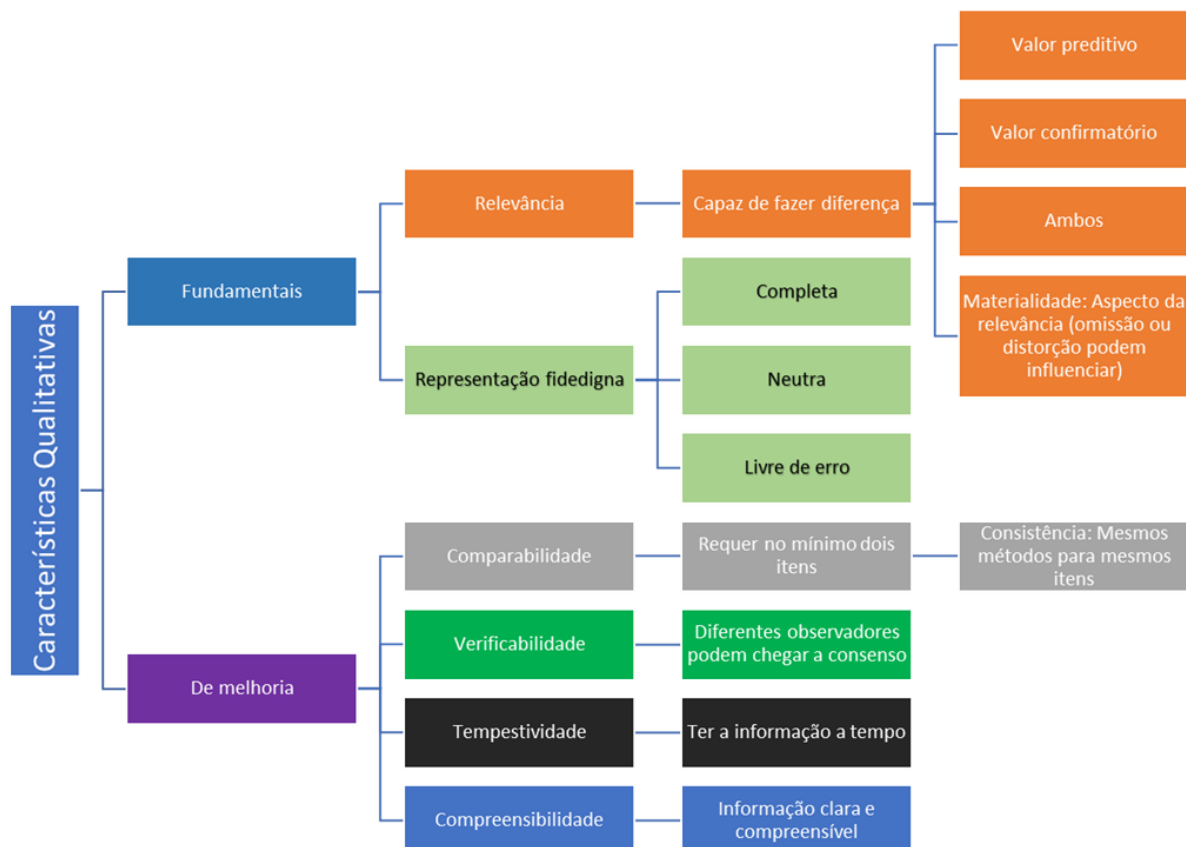 Características Qualitativas
Fundamentais
Relevância
Capaz de fazer diferença
Valor preditivo
Valor confirmatório
Ambos
Materialidade: Aspecto da
relevância (omissão ou
distorção podem
influenciar)
Representação fidedigna
Completa
Neutra
Livre de erro
De melhoria
Comparabilidade
Requer no mínimo dois
itens
Consistência: Mesmos
métodos para mesmos
itens
Verificabilidade
Diferentes observadores
podem chegar a consenso
Tempestividade
Ter a informação a tempo
Compreensibilidade
Informação clara e
compreensível